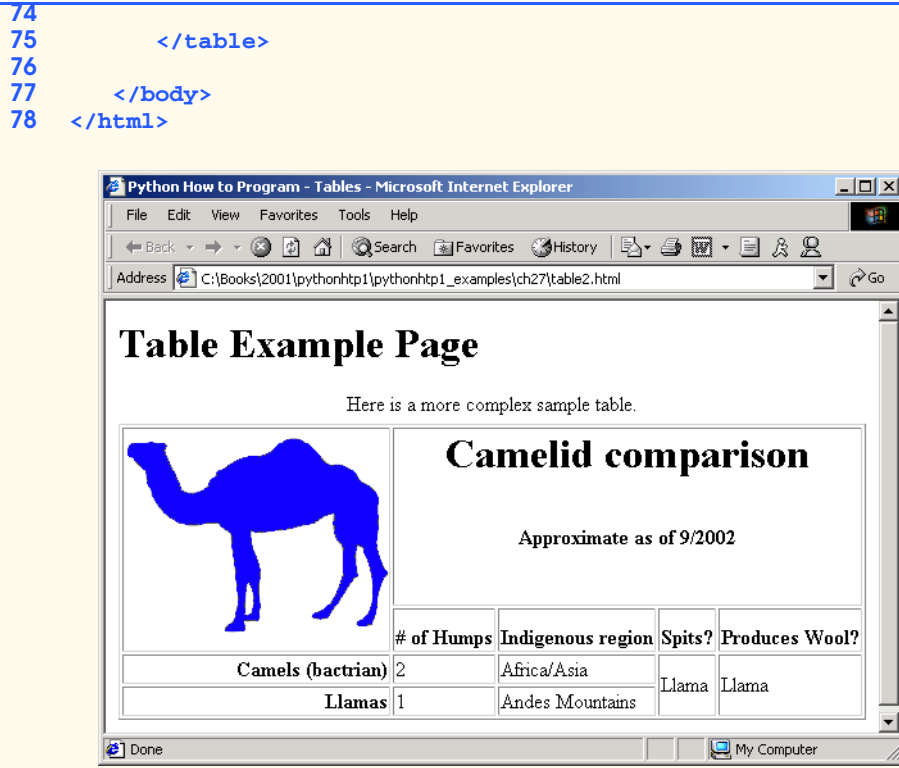 74
75 </table>
76
77 </body>
78 </html>
Python How to Program - Tables - Microsoft Internet Explorer
File Edit View Favorites Tools Help
Back Search Favorites History
Address C:\Books\2001\pythonhtp1\pythonhtp1_examples\ch27\table2.html Go
Table Example Page
Here is a more complex sample table.
Camelid comparison
Approximate as of 9/2002
# of Humps Indigenous region Spits? Produces Wool?
Camels (bactrian) 2 Africa/Asia Llama Llama
Llamas 1 Andes Mountains
Done My Computer